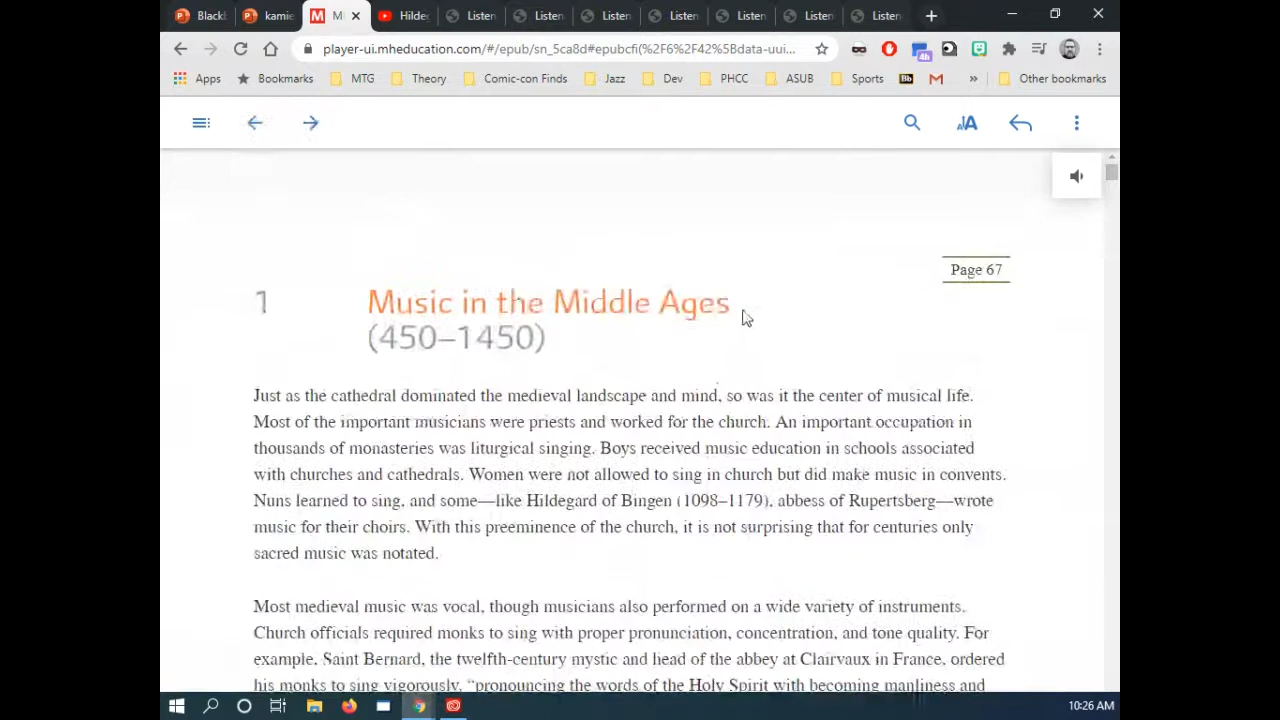 Black
kamie
M
Hilde
Listen
Listen
Listen
Listen
Listen
Listen
Listen
player-ui.mheducation.com/#/epub/sn_5ca8d#epubcfi(%2F6%2F42%5Bdata-uui...
4h
Apps
Bookmarks
MTG
Theory
Comic-con Finds
Jazz
Dev
PHCC
ASUB
Sports
Bb
»
Other bookmarks
Page 67
1 Music in the Middle Ages
(450–1450)
Just as the cathedral dominated the medieval landscape and mind, so was it the center of musical life.
Most of the important musicians were priests and worked for the church. An important occupation in
thousands of monasteries was liturgical singing. Boys received music education in schools associated
with churches and cathedrals. Women were not allowed to sing in church but did make music in convents.
Nuns learned to sing, and some—like Hildegard of Bingen (1098–1179), abbess of Rupertsberg—wrote
music for their choirs. With this preeminence of the church, it is not surprising that for centuries only
sacred music was notated.
Most medieval music was vocal, though musicians also performed on a wide variety of instruments.
Church officials required monks to sing with proper pronunciation, concentration, and tone quality. For
example, Saint Bernard, the twelfth-century mystic and head of the abbey at Clairvaux in France, ordered
his monks to sing vigorously, “pronouncing the words of the Holy Spirit with becoming manliness and
10:26 AM